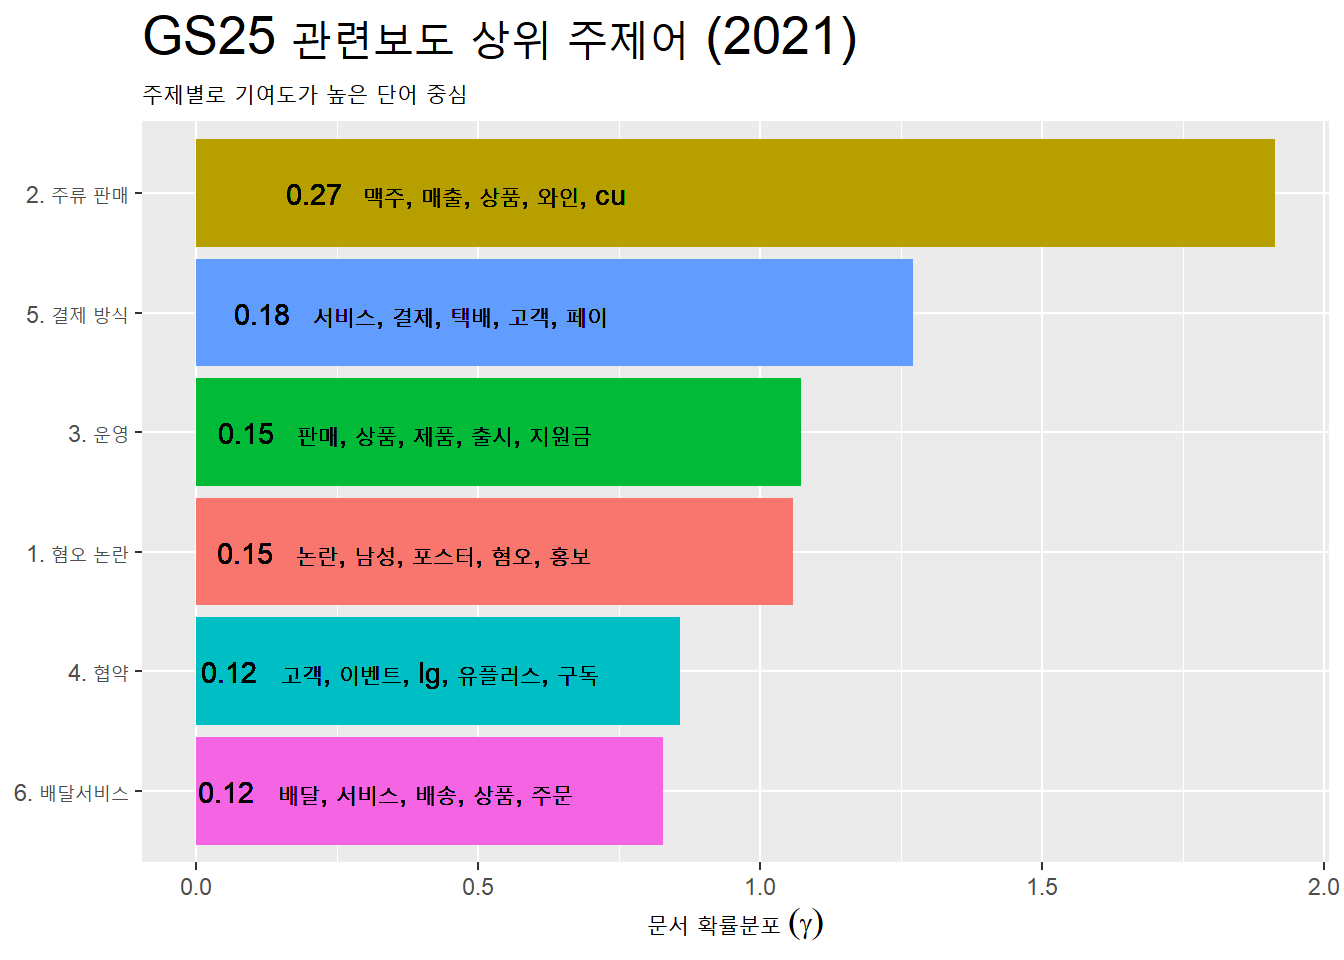 GS25 관련보도 상위 주제어 (2021)
주제별로 기여도가 높은 단어 중심
2. 주류 판매
0.27 맥주, 매출, 상품, 와인, cu
5. 결제 방식
0.18 서비스, 결제, 택배, 고객, 페이
3. 운영
0.15 판매, 상품, 제품, 출시, 지원금
1. 혐오 논란
0.15 논란, 남성, 포스터, 혐오, 홍보
4. 협약
0.12 고객, 이벤트, lg, 유플러스, 구독
6. 배달서비스
0.12 배달, 서비스, 배송, 상품, 주문
0.0 0.5 1.0 1.5 2.0
문서 확률분포 (γ)